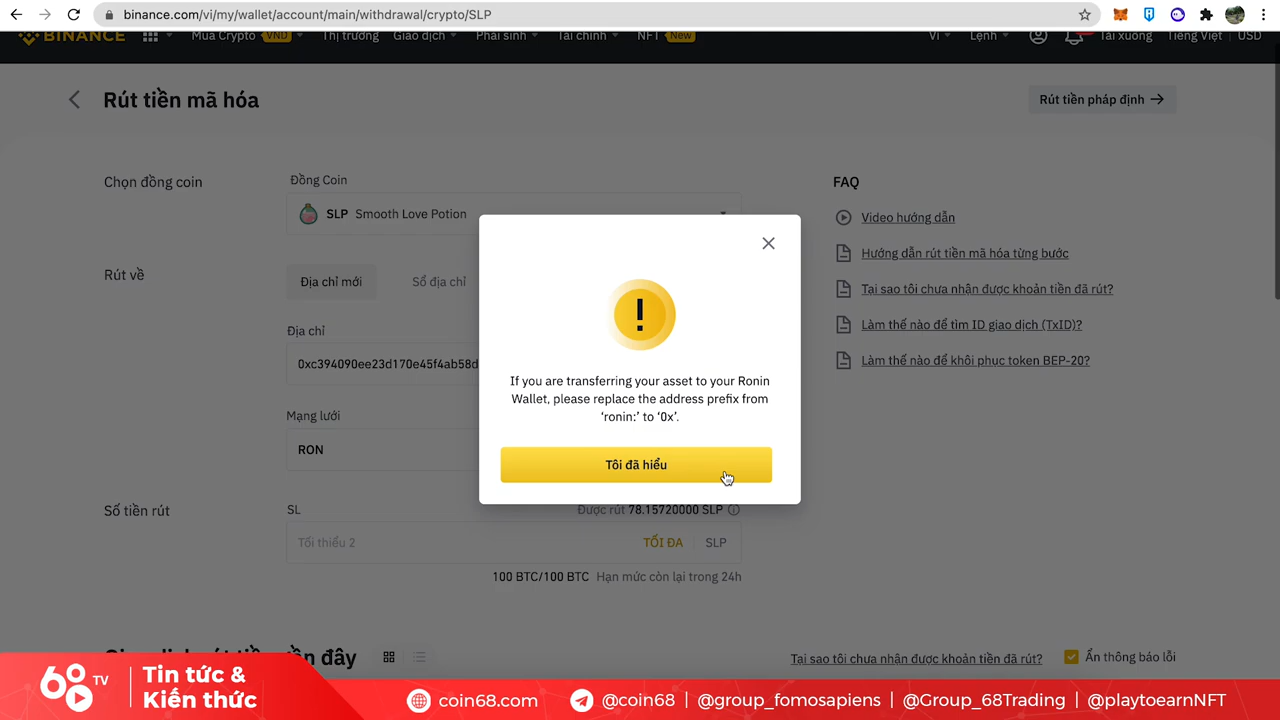 binance.com/vi/my/wallet/account/main/withdrawal/crypto/SLP
BINANCE Mua Crypto VND Thị trường Giao dịch Phái sinh Tài chính NFT New Ví Lệnh Tải xuống Tiếng Việt USD
Rút tiền mã hóa
Rút tiền pháp định
Chọn đồng coin
Đồng Coin
SLP Smooth Love Potion
Rút về
Địa chỉ mới
Sổ địa chỉ
Địa chỉ
0xc394090ee23d170e45f4ab58d
Mạng lưới
RON
Số tiền rút
SL
Được rút 78.15720000 SLP
Tối thiểu 2
TỐI ĐA
SLP
100 BTC/100 BTC Hạn mức còn lại trong 24h
FAQ
Video hướng dẫn
Hướng dẫn rút tiền mã hóa từng bước
Tại sao tôi chưa nhận được khoản tiền đã rút?
Làm thế nào để tìm ID giao dịch (TxID)?
Làm thế nào để khôi phục token BEP-20?
!
If you are transferring your asset to your Ronin
Wallet, please replace the address prefix from
‘ronin:’ to ‘0x’.
Tôi đã hiểu
đây
Tại sao tôi chưa nhận được khoản tiền đã rút?
Ẩn thông báo lỗi
68 TV
Tin tức &
Kiến thức
coin68.com
@coin68 | @group_fomosapiens | @Group_68Trading | @playtoearnNFT